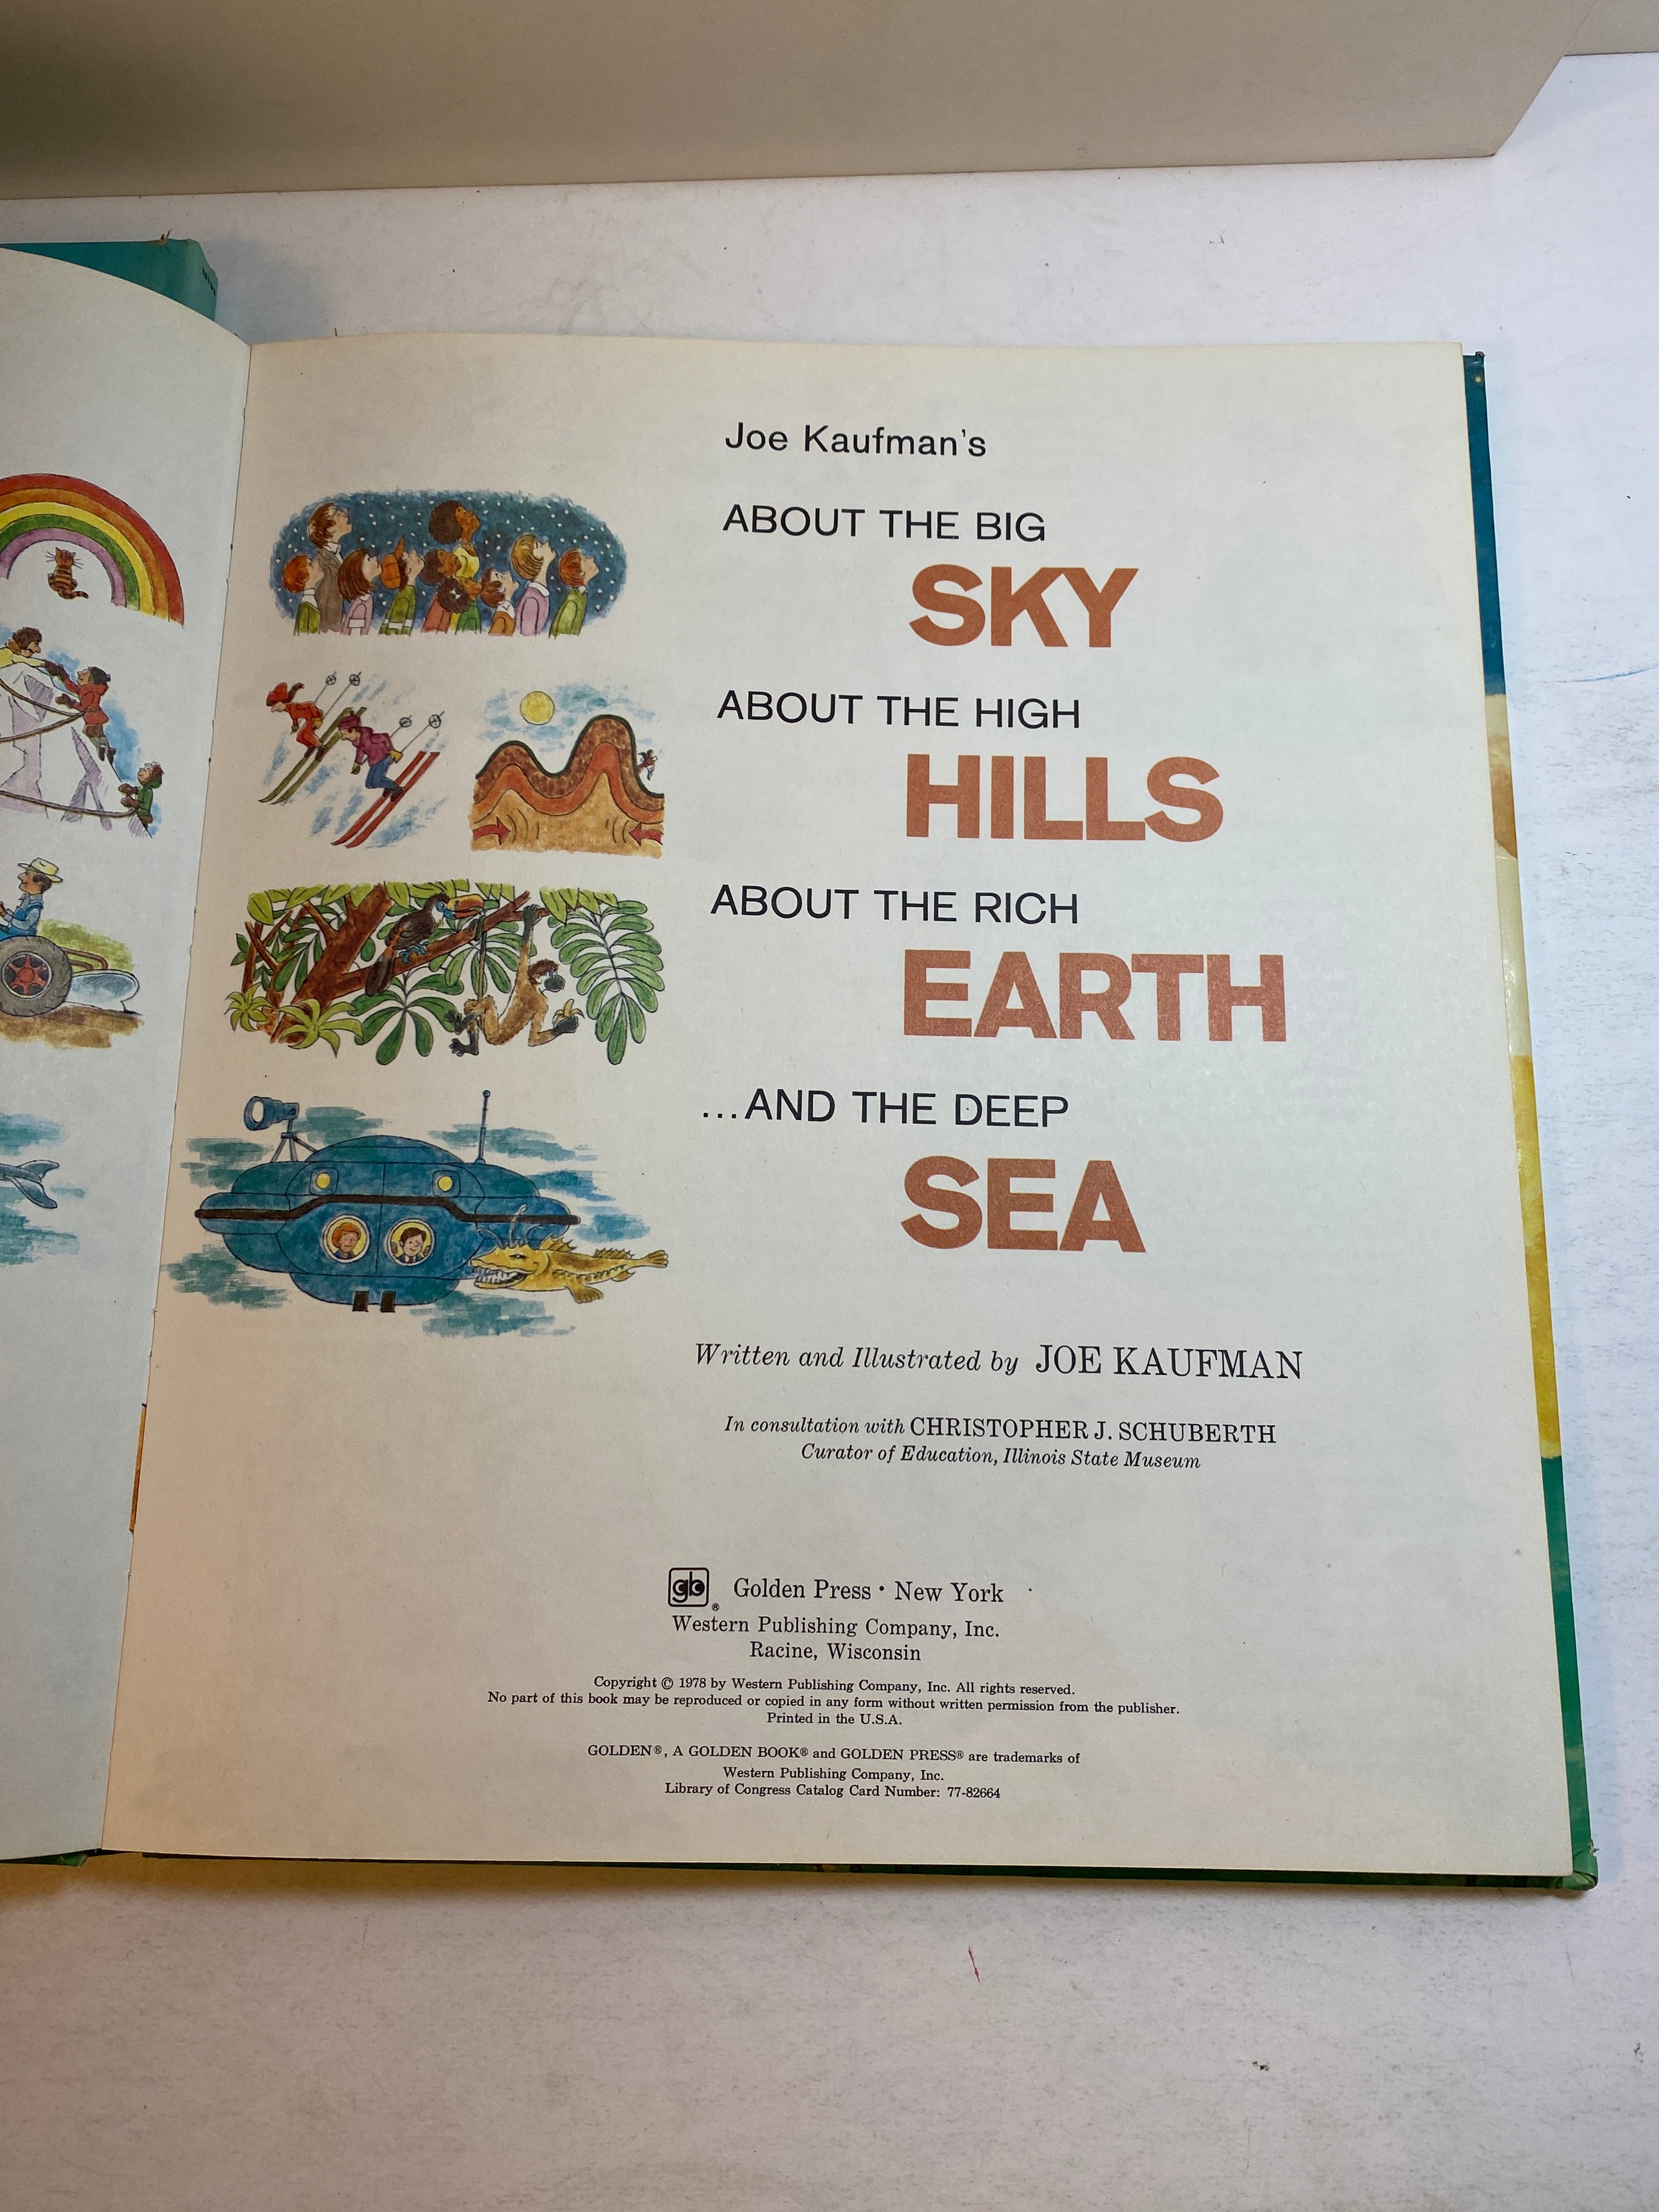 Joe Kaufman's
ABOUT THE BIG
SKY
ABOUT THE HIGH
HILLS
ABOUT THE RICH
EARTH
...AND THE DEEP
SEA
Written and Illustrated by JOE KAUFMAN
In consultation with CHRISTOPHER J. SCHUBERTH
Curator of Education, Illinois State Museum
gb® Golden Press • New York
Western Publishing Company, Inc.
Racine, Wisconsin
Copyright © 1978 by Western Publishing Company, Inc. All rights reserved.
No part of this book may be reproduced or copied in any form without written permission from the publisher.
Printed in the U.S.A.
GOLDEN®, A GOLDEN BOOK® and GOLDEN PRESS® are trademarks of
Western Publishing Company, Inc.
Library of Congress Catalog Card Number: 77-82664